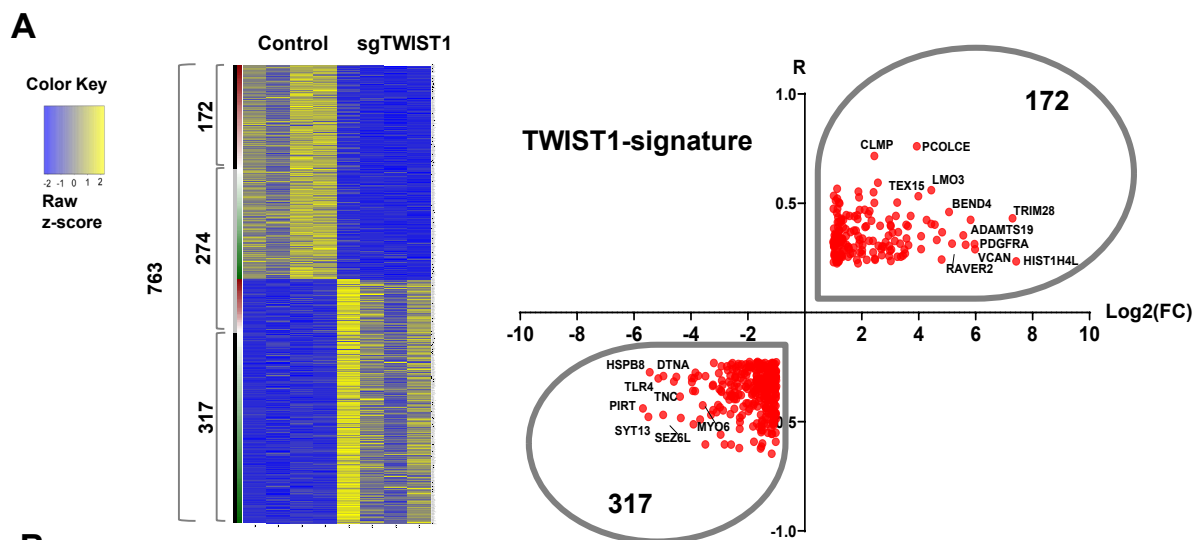 A
Control sgTWIST1
Color Key
-2 -1 0 1 2
Raw
z-score
763
172
274
317
TWIST1-signature
R
1.0
0.5
172
CLMP
PCOLCE
TEX15
LMO3
BEND4
TRIM28
ADAMTS19
PDGFRA
VCAN
HIST1H4L
RAVER2
Log2(FC)
-10 -8 -6 -4 -2 2 4 6 8 10
HSPB8 DTNA
TLR4
TNC
PIRT
SYT13
SEZ6L
MYO6
317
-1.0